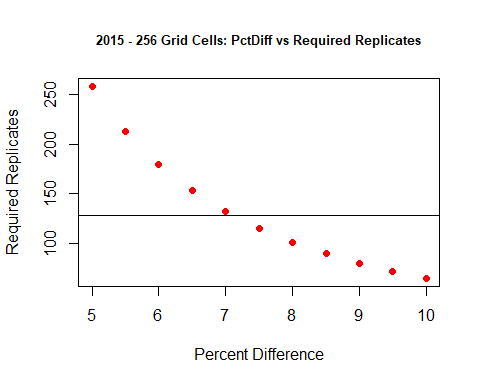 2015 - 256 Grid Cells: PctDiff vs Required Replicates
Required Replicates
250
200
150
100
5 6 7 8 9 10
Percent Difference